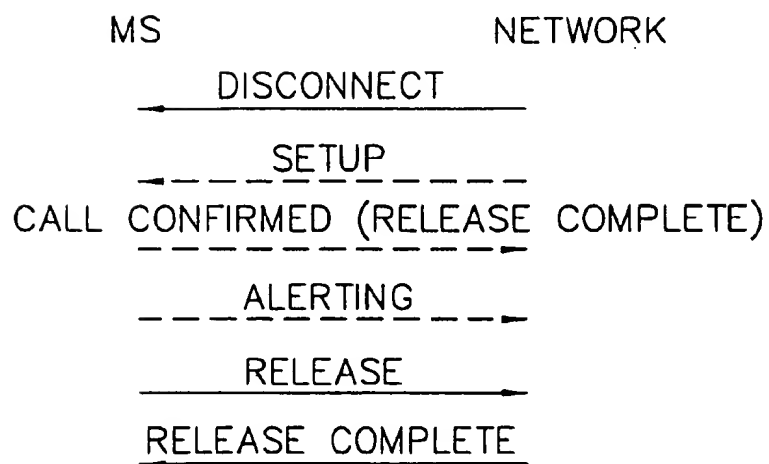 MS NETWORK
DISCONNECT
SETUP
CALL CONFIRMED (RELEASE COMPLETE)
ALERTING
RELEASE
RELEASE COMPLETE